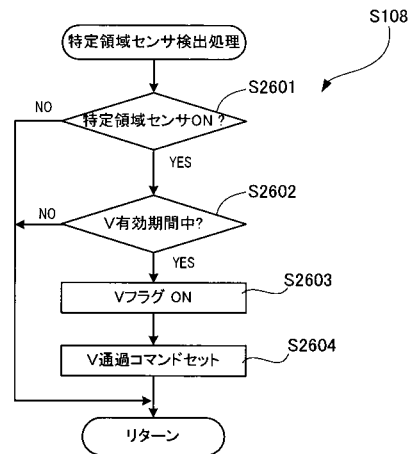 特定領域センサ検出処理
S108
S2601
NO
特定領域センサON?
YES
S2602
NO
V有効期間中?
YES
S2603
Vフラグ ON
S2604
V通過コマンドセット
リターン